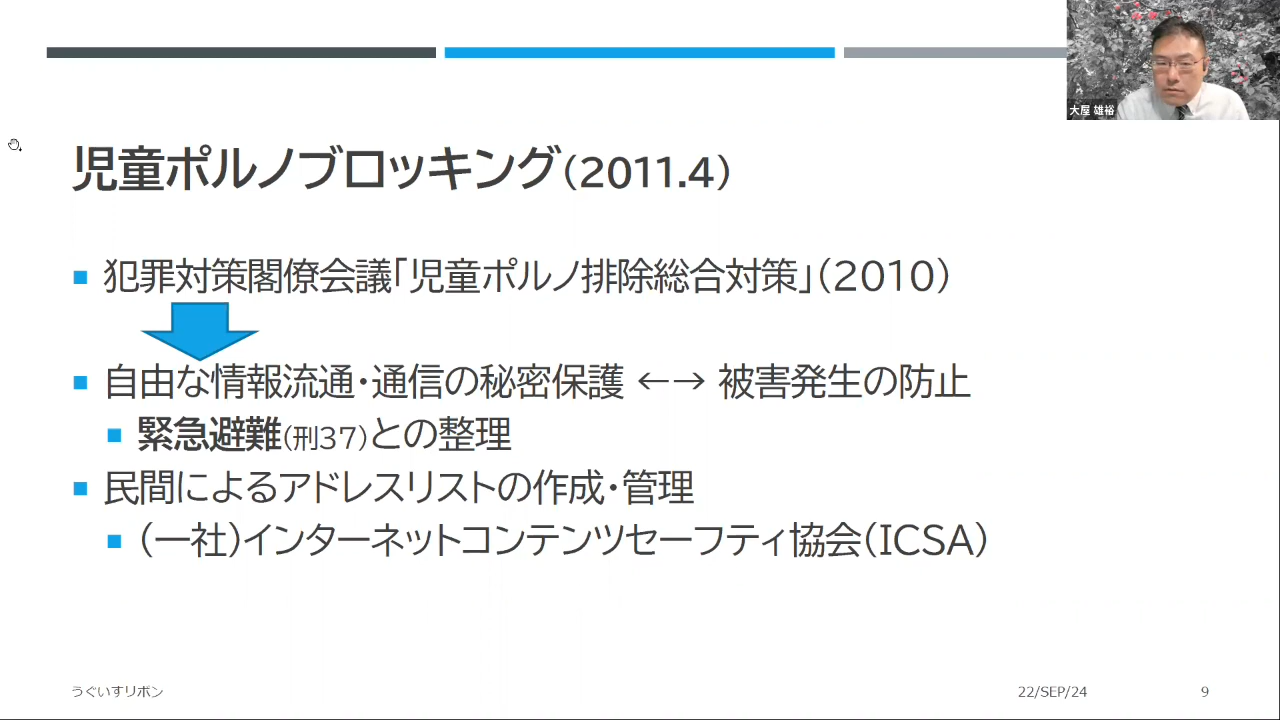 大屋 雄裕
児童ポルノブロッキング(2011.4)
犯罪対策閣僚会議「児童ポルノ排除総合対策」(2010)
自由な情報流通・通信の秘密保護 ←→ 被害発生の防止
緊急避難(刑37)との整理
民間によるアドレスリストの作成・管理
(一社)インターネットコンテンツセーフティ協会(ICSA)
うぐいすリボン
22/SEP/24
9